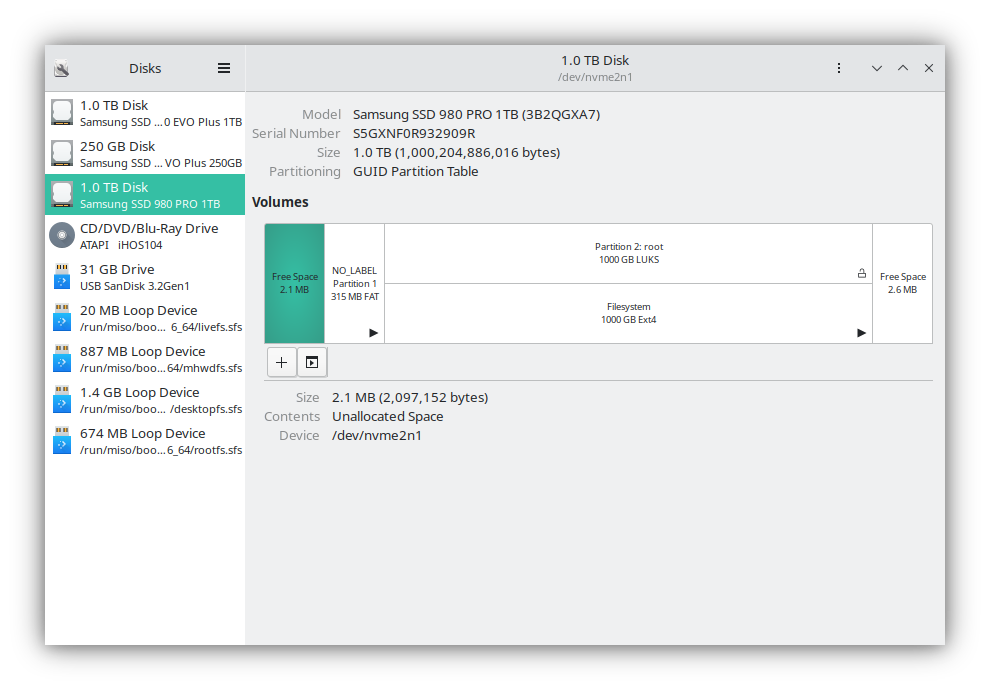 Disks
1.0 TB Disk
/dev/nvme2n1
1.0 TB Disk
Samsung SSD ...0 EVO Plus 1TB
250 GB Disk
Samsung SSD ... VO Plus 250GB
1.0 TB Disk
Samsung SSD 980 PRO 1TB
CD/DVD/Blu-Ray Drive
ATAPI iHOS104
31 GB Drive
USB SanDisk 3.2Gen1
20 MB Loop Device
/run/miso/boo... 6_64/livefs.sfs
887 MB Loop Device
/run/miso/boo...64/mhwdfs.sfs
1.4 GB Loop Device
/run/miso/boo... /desktopfs.sfs
674 MB Loop Device
/run/miso/boo...6_64/rootfs.sfs
Model Samsung SSD 980 PRO 1TB (3B2QGXA7)
Serial Number S5GXNF0R932909R
Size 1.0 TB (1,000,204,886,016 bytes)
Partitioning GUID Partition Table
Volumes
Free Space
2.1 MB
NO_LABEL
Partition 1
315 MB FAT
Partition 2: root
1000 GB LUKS
Filesystem
1000 GB Ext4
Free Space
2.6 MB
Size 2.1 MB (2,097,152 bytes)
Contents Unallocated Space
Device /dev/nvme2n1